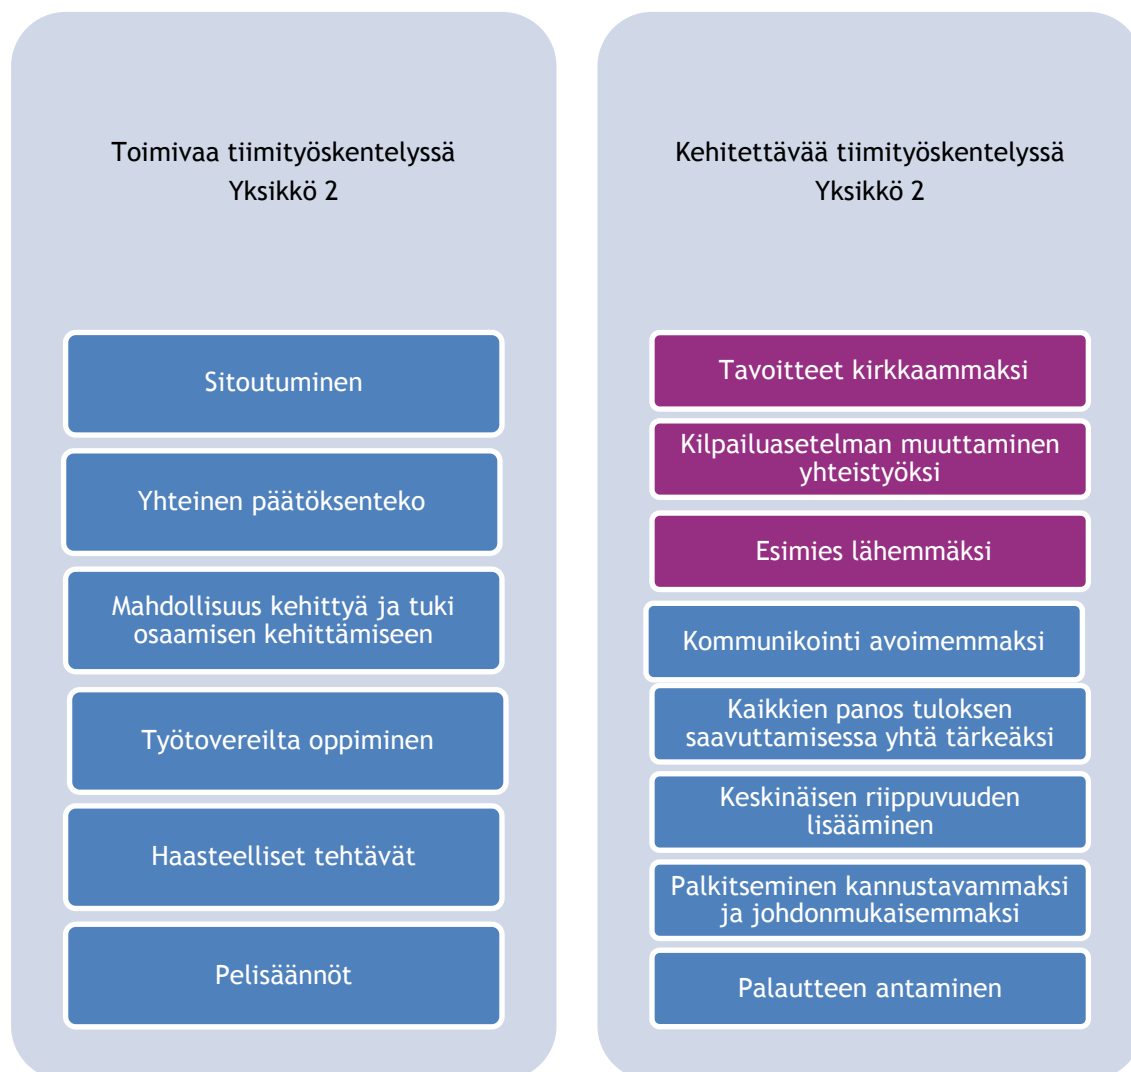 Toimivaa tiimityöskentelyssä
Yksikkö 2
Sitoutuminen
Yhteinen päätöksenteko
Mahdollisuus kehittyä ja tuki
osaamisen kehittämiseen
Työtovereilta oppiminen
Haasteelliset tehtävät
Pelisäännöt
Kehitettävää tiimityöskentelyssä
Yksikkö 2
Tavoitteet kirkkaammaksi
Kilpailuasetelman muuttaminen
yhteistyöksi
Esimies lähemmäksi
Kommunikointi avoimemmaksi
Kaikkien panos tuloksen
saavuttamisessa yhtä tärkeäksi
Keskinäisen riippuvuuden
lisääminen
Palkitseminen kannustavammaksi
ja johdonmukaisemmaksi
Palautteen antaminen